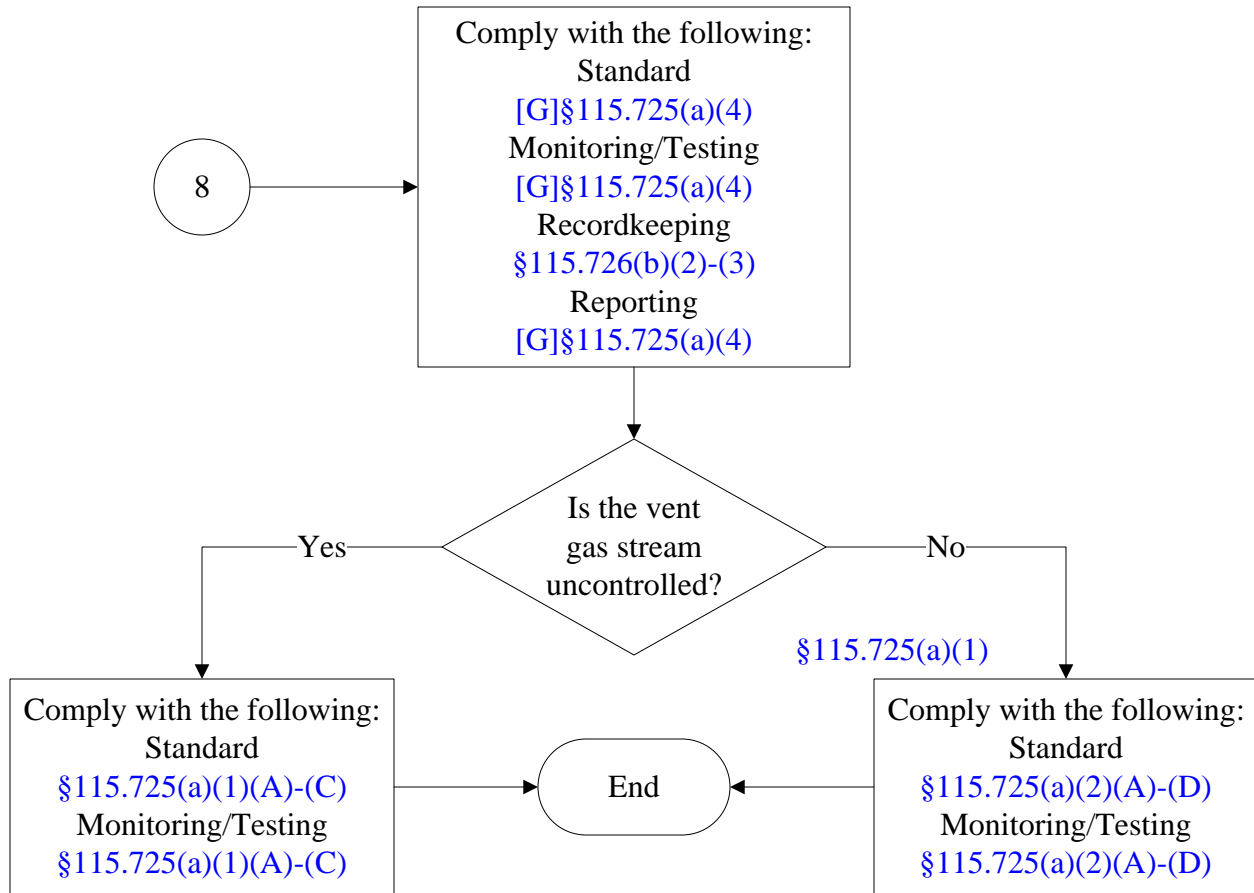 Comply with the following:
Standard
[G]§115.725(a)(4)
Monitoring/Testing
[G]§115.725(a)(4)
Recordkeeping
§115.726(b)(2)-(3)
Reporting
[G]§115.725(a)(4)
8
Is the vent
gas stream
uncontrolled?
Yes
No
§115.725(a)(1)
Comply with the following:
Standard
§115.725(a)(1)(A)-(C)
Monitoring/Testing
§115.725(a)(1)(A)-(C)
End
Comply with the following:
Standard
§115.725(a)(2)(A)-(D)
Monitoring/Testing
§115.725(a)(2)(A)-(D)